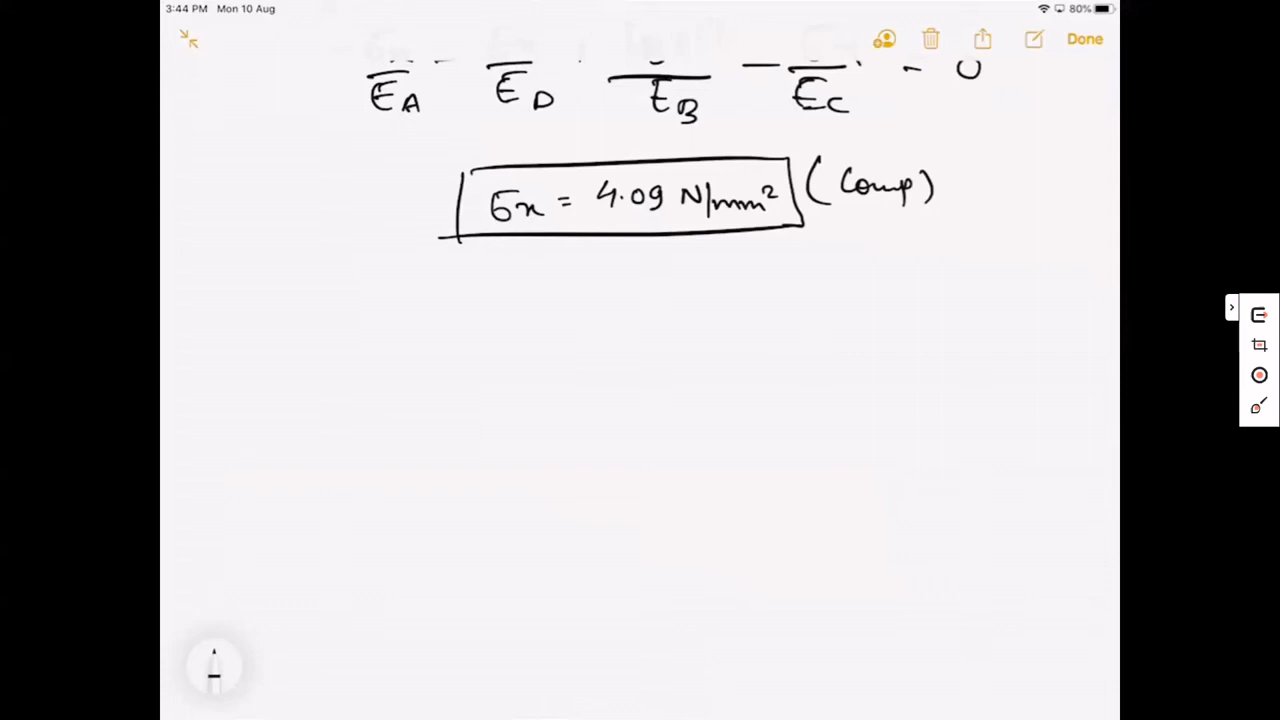 3:44 PM Mon 10 Aug 80%
Done
E_A E_D E_B - E_C - 0
σx = 4.09 N/mm² (Comp)